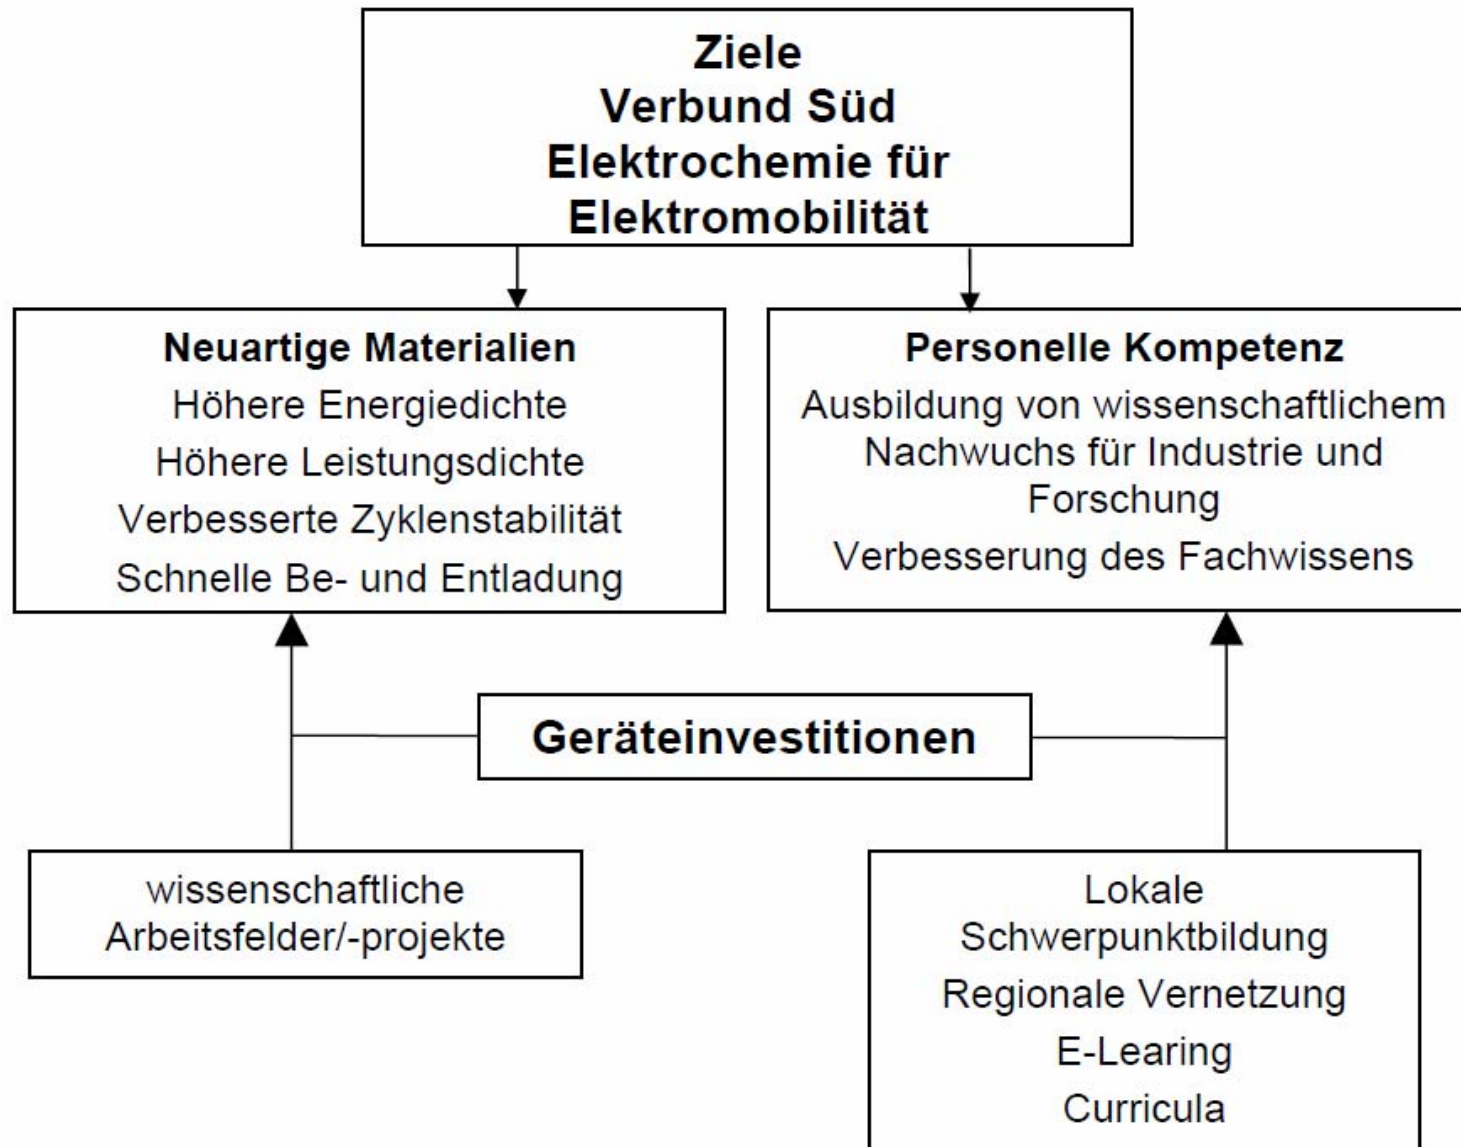 Ziele
Verbund Süd
Elektrochemie für
Elektromobilität
Neuartige Materialien
Höhere Energiedichte
Höhere Leistungsdichte
Verbesserte Zyklenstabilität
Schnelle Be- und Entladung
Personelle Kompetenz
Ausbildung von wissenschaftlichem
Nachwuchs für Industrie und
Forschung
Verbesserung des Fachwissens
Geräteinvestitionen
wissenschaftliche
Arbeitsfelder/-projekte
Lokale
Schwerpunktbildung
Regionale Vernetzung
E-Learing
Curricula